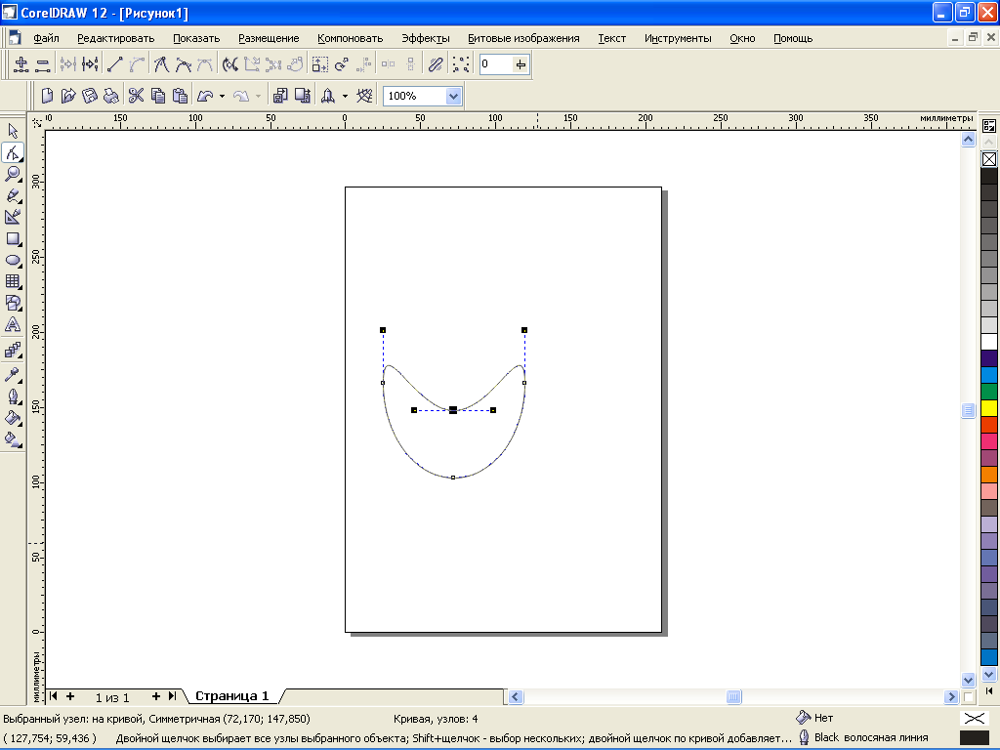 CorelDRAW 12 - [Рисунок1]
Файл Редактировать Показать Размещение Компоновать Эффекты Битовые изображения Текст Инструменты Окно Помощь
0
100%
150 100 50 0 50 100 150 200 250 300 350 миллиметры
300
250
200
150
100
50
0
миллиметры
1 из 1 Страница 1
Выбранный узел: на кривой, Симметричная (72,170; 147,850) Кривая, узлов: 4 Нет
( 127,754; 59,436 ) Двойной щелчок выбирает все узлы выбранного объекта; Shift+щелчок - выбор нескольких; двойной щелчок по кривой добавляет... Black волосяная линия